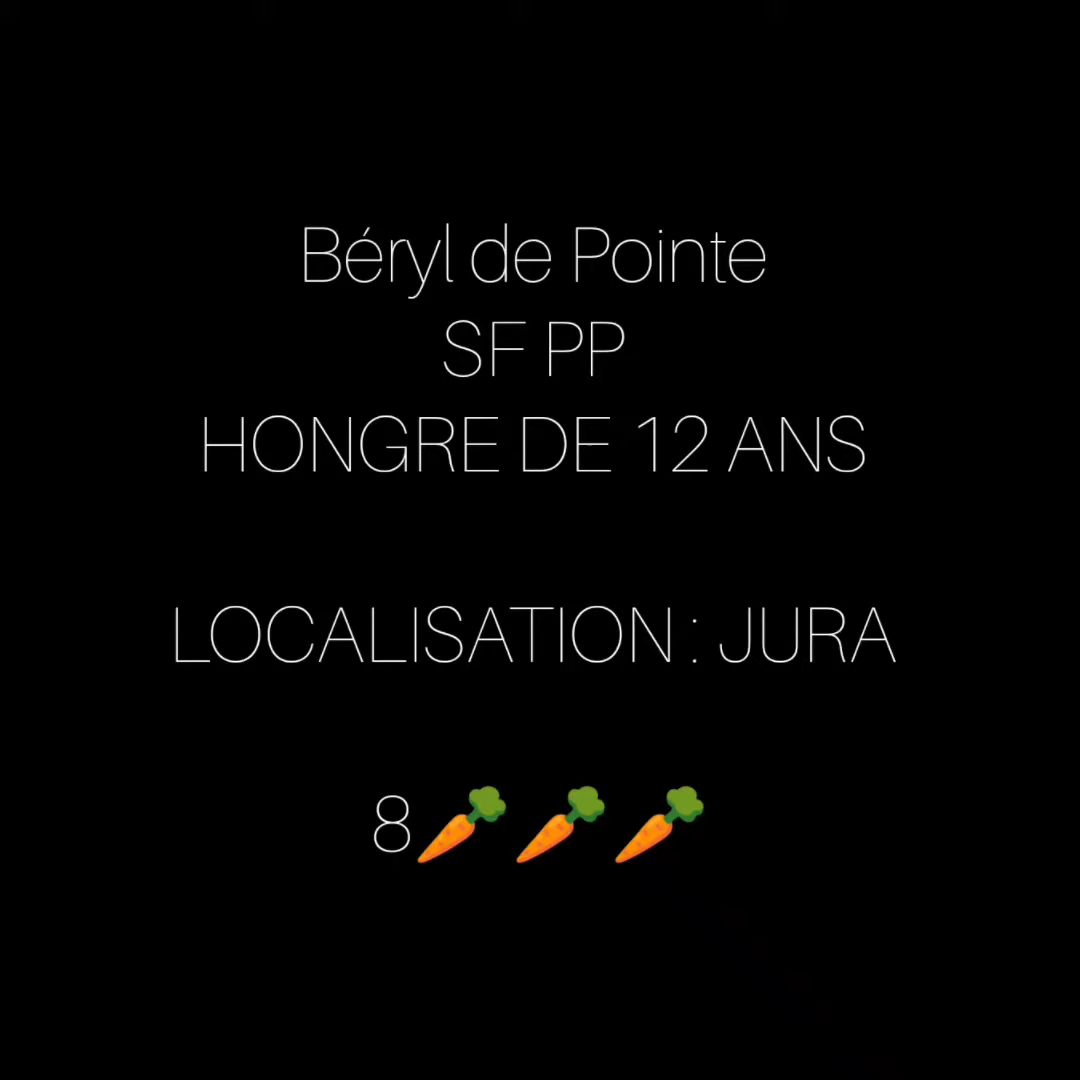 Béryl de Pointe
SF PP
HONGRE DE 12 ANS
LOCALISATION : JURA
8🥕🥕🥕